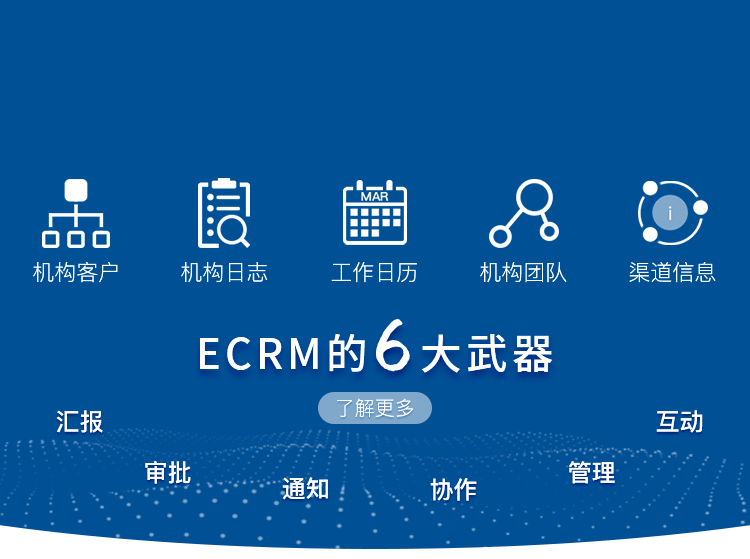 MAR
i
机构客户
机构日志
工作日历
机构团队
渠道信息
ECRM的6大武器
了解更多
汇报
互动
审批
管理
通知
协作